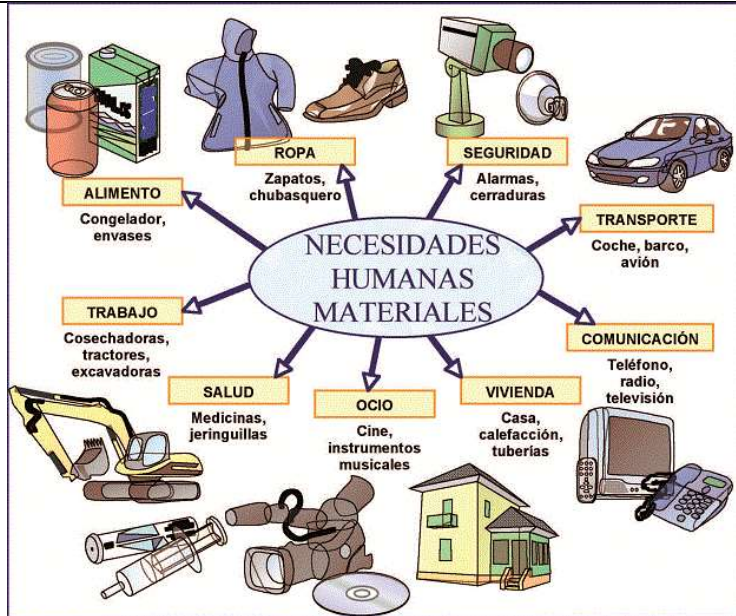 ROPA
Zapatos,
chubasquero
SEGURIDAD
Alarmas,
cerraduras
ALIMENTO
Congelador,
envases
TRANSPORTE
Coche, barco,
avión
NECESIDADES
HUMANAS
MATERIALES
TRABAJO
Cosechadoras,
tractores,
excavadoras
COMUNICACIÓN
Teléfono,
radio,
televisión
SALUD
Medicinas,
jeringuillas
OCIO
Cine,
instrumentos
musicales
VIVIENDA
Casa,
calefacción,
tuberías